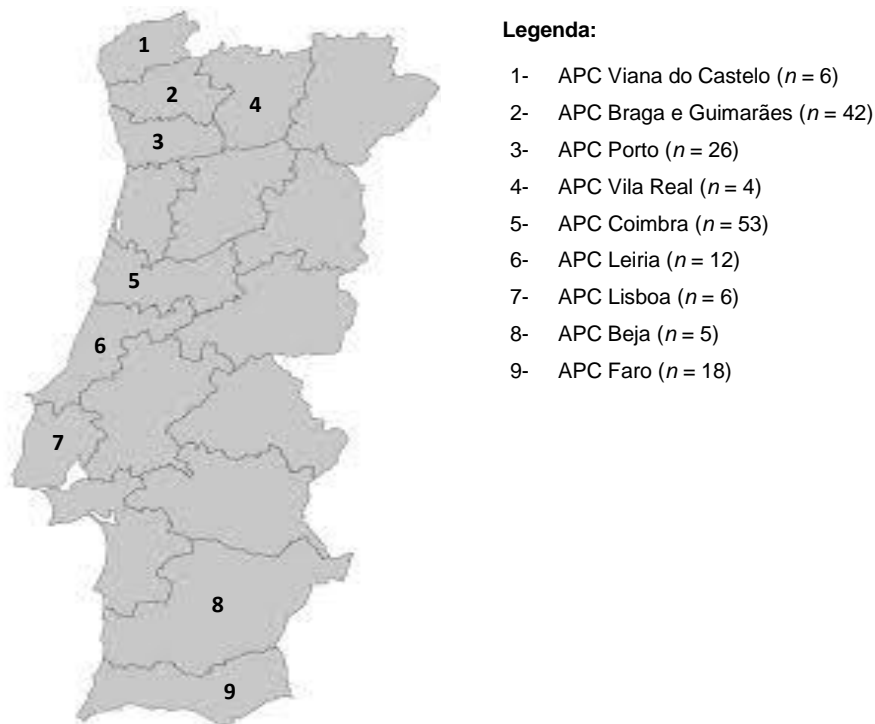 Legenda:
1- APC Viana do Castelo (n = 6)
2- APC Braga e Guimarães (n = 42)
3- APC Porto (n = 26)
4- APC Vila Real (n = 4)
5- APC Coimbra (n = 53)
6- APC Leiria (n = 12)
7- APC Lisboa (n = 6)
8- APC Beja (n = 5)
9- APC Faro (n = 18)
1
2
4
3
5
6
7
8
9